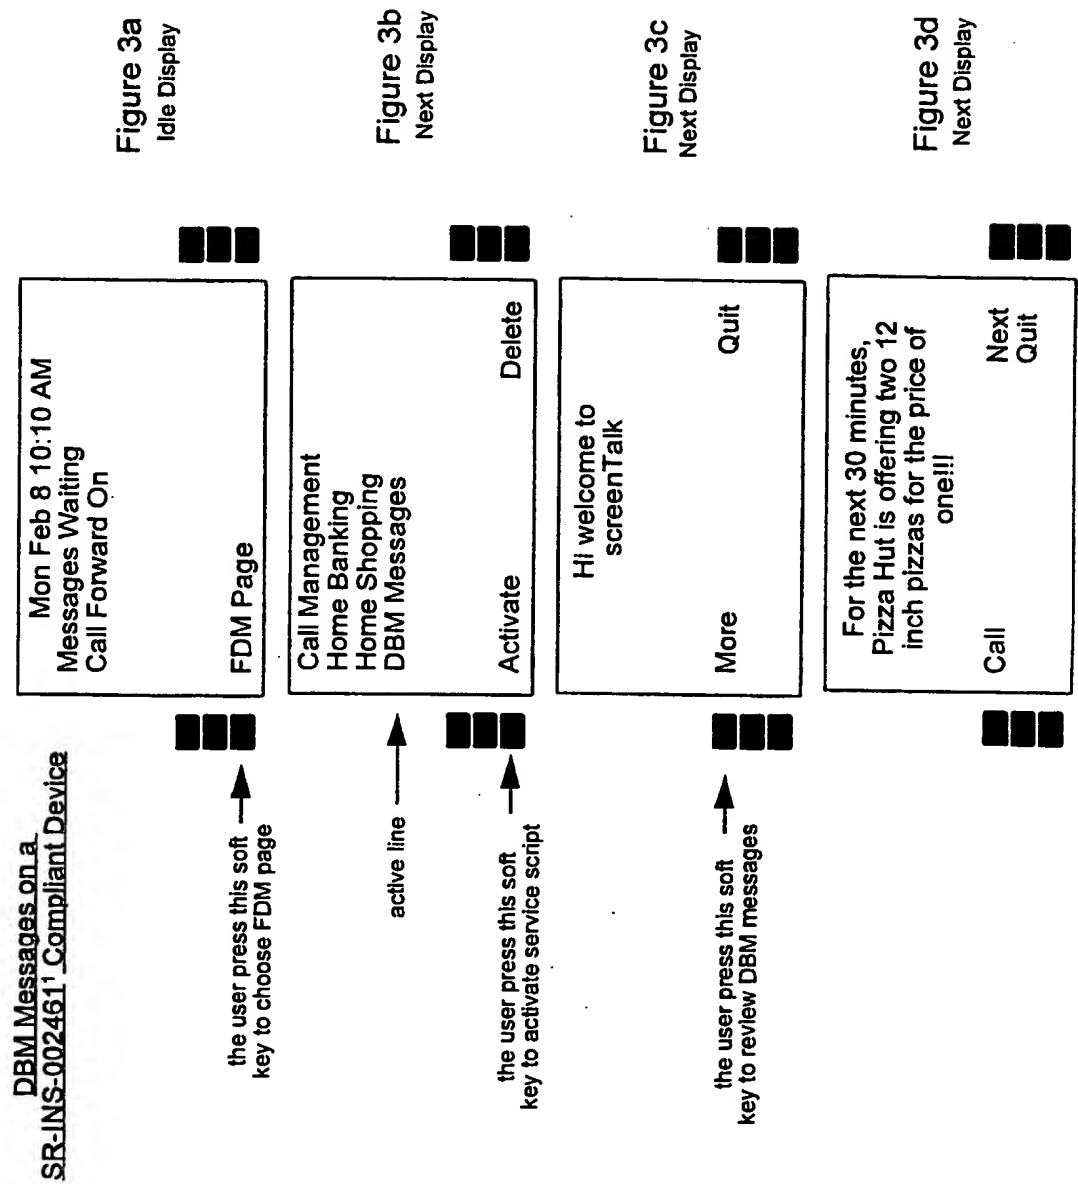 DBM Messages on a
SR-INS-002461¹ Compliant Device
Mon Feb 8 10:10 AM
Messages Waiting
Call Forward On
FDM Page
the user press this soft
key to choose FDM page
Figure 3a
Idle Display
Call Management
Home Banking
Home Shopping
DBM Messages
Activate Delete
active line
the user press this soft
key to activate service script
Figure 3b
Next Display
Hi welcome to
screenTalk
More Quit
the user press this soft
key to review DBM messages
Figure 3c
Next Display
For the next 30 minutes,
Pizza Hut is offering two 12
inch pizzas for the price of
one!!!
Call Next
Quit
Figure 3d
Next Display